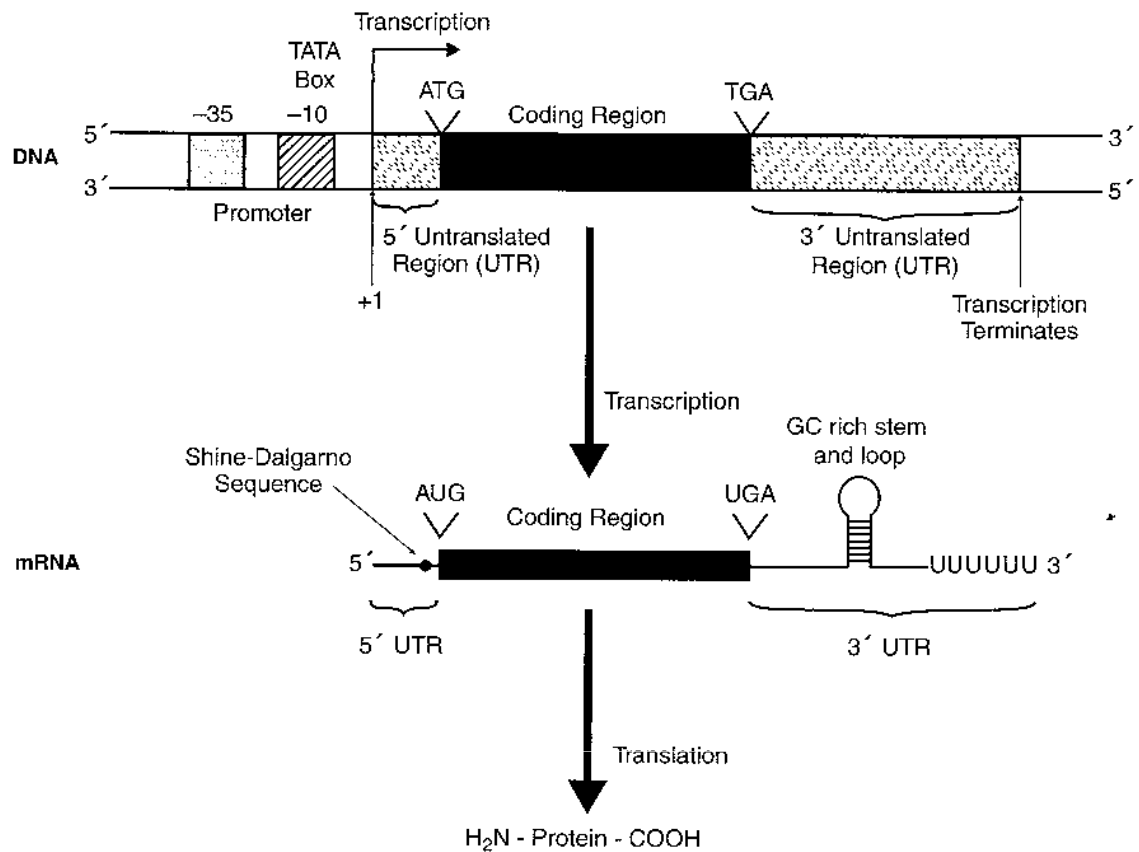 Transcription
TATA
Box
ATG
TGA
Coding Region
–35
–10
5´
3´
DNA
3´
5´
Promoter
5´ Untranslated
Region (UTR)
3´ Untranslated
Region (UTR)
+1
Transcription
Terminates
Transcription
GC rich stem
and loop
Shine-Dalgarno
Sequence
AUG
UGA
Coding Region
mRNA
5´
UUUUUU 3´
5´ UTR
3´ UTR
Translation
H₂N - Protein - COOH